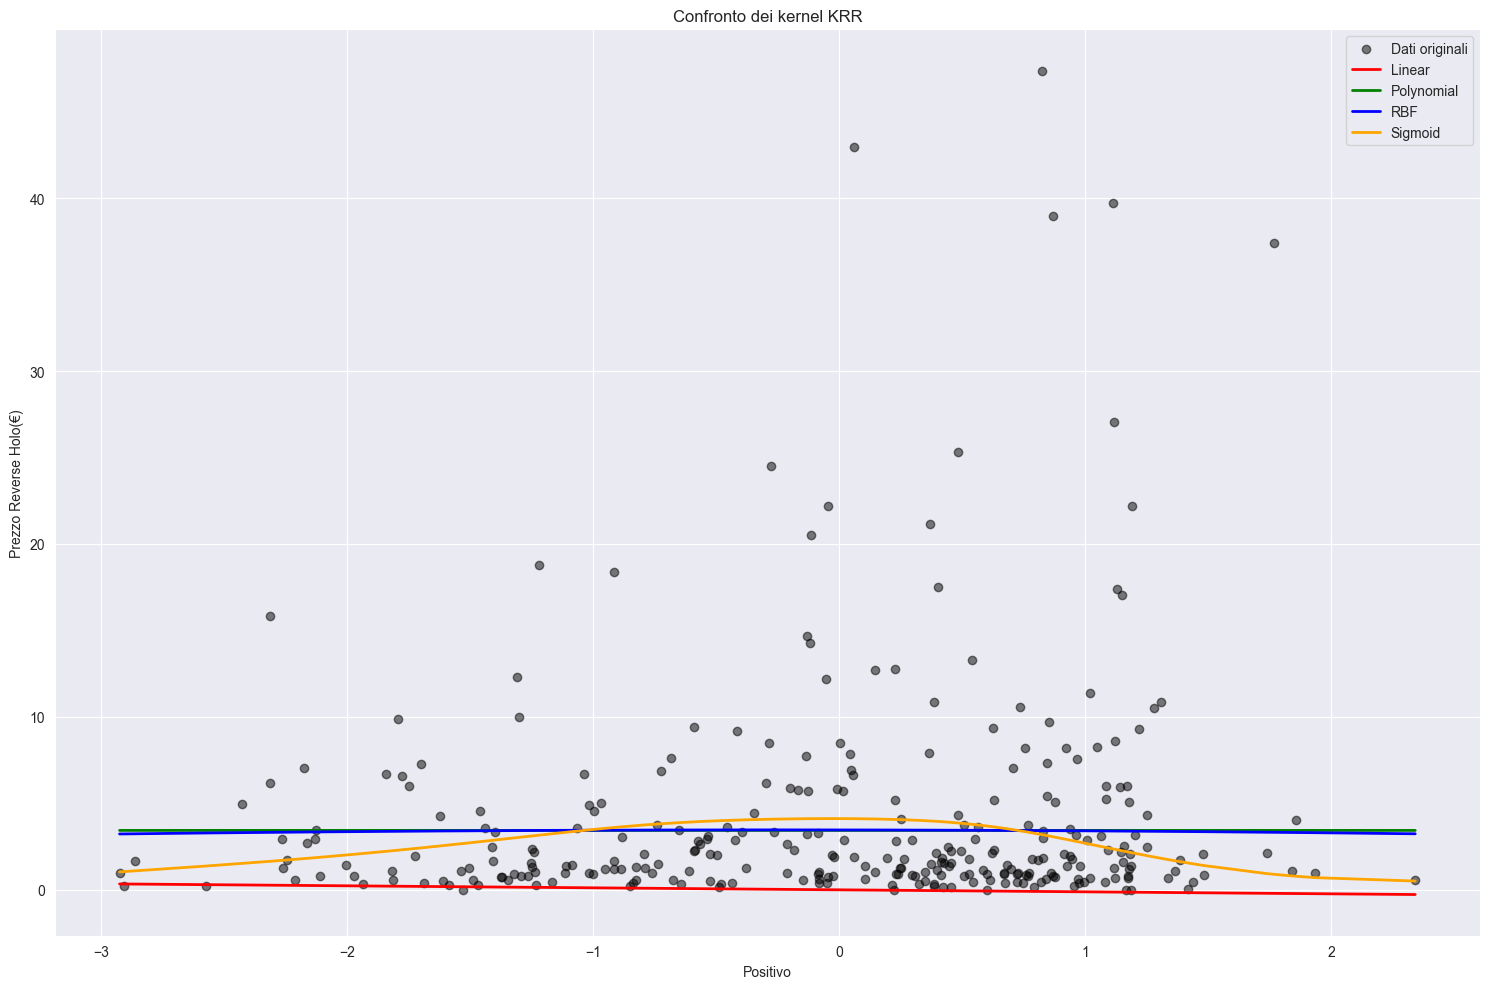 Confronto dei kernel KRR
Dati originali
Linear
Polynomial
RBF
Sigmoid
Prezzo Reverse Holo(€)
40
30
20
10
0
−3
−2
−1
0
1
2
Positivo